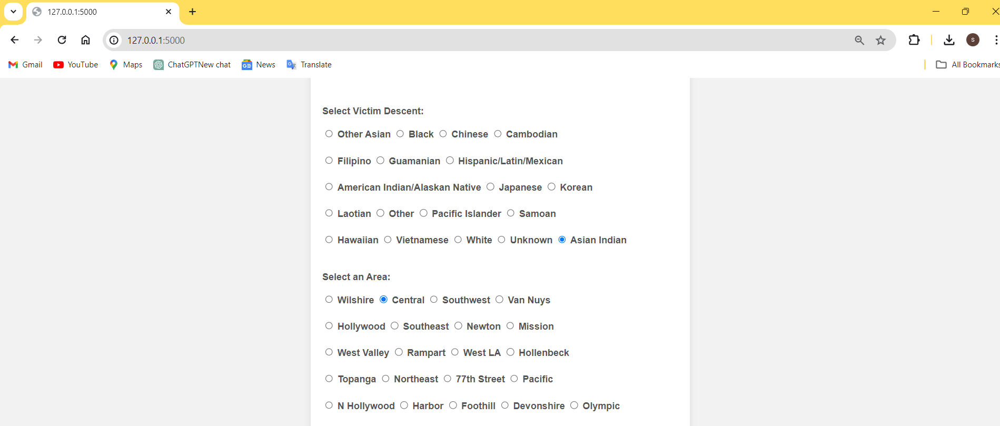 127.0.0.1:5000
127.0.0.1:5000
S
Gmail YouTube Maps ChatGPTNew chat GE News G Translate All Bookmarks
Select Victim Descent:
Other Asian Black Chinese Cambodian
Filipino Guamanian Hispanic/Latin/Mexican
American Indian/Alaskan Native Japanese Korean
Laotian Other Pacific Islander Samoan
Hawaiian Vietnamese White Unknown Asian Indian
Select an Area:
Wilshire Central Southwest Van Nuys
Hollywood Southeast Newton Mission
West Valley Rampart West LA Hollenbeck
Topanga Northeast 77th Street Pacific
N Hollywood Harbor Foothill Devonshire Olympic